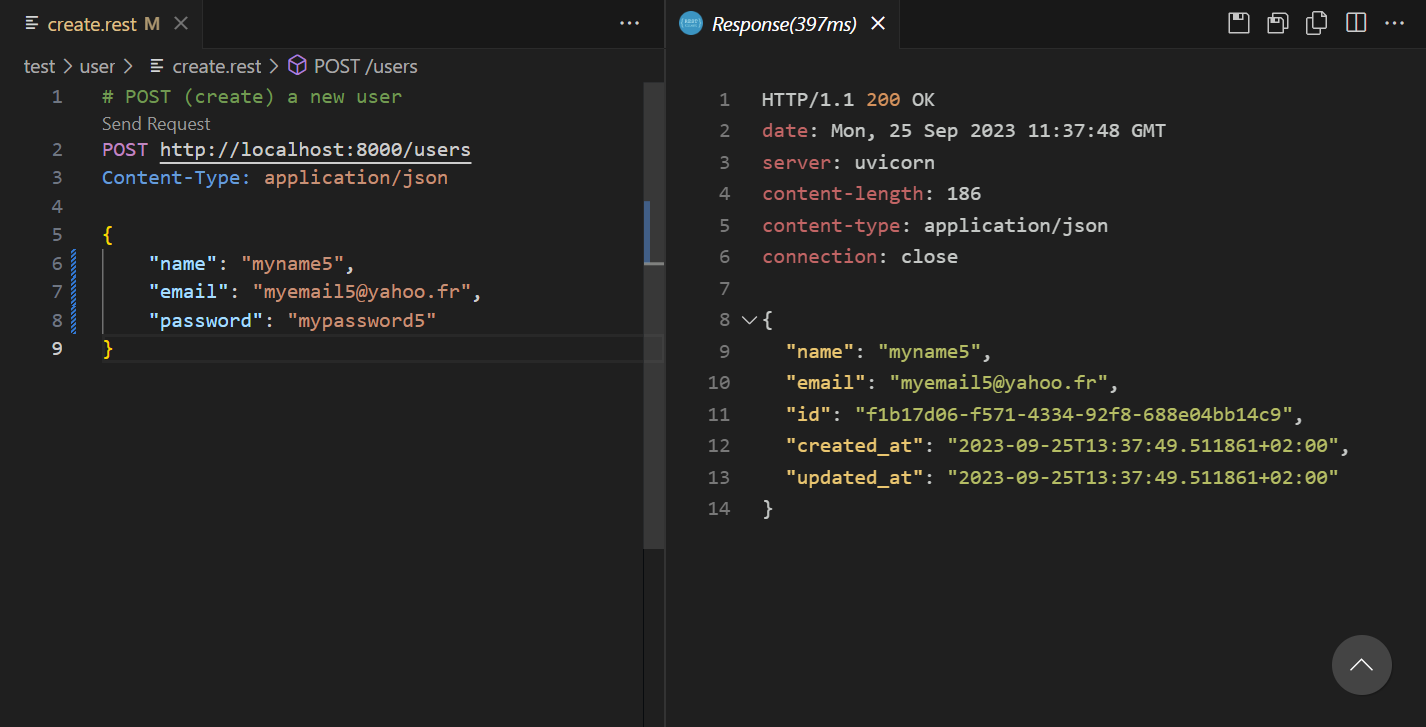 create.rest M
test > user > create.rest > POST /users
1 # POST (create) a new user
Send Request
2 POST http://localhost:8000/users
3 Content-Type: application/json
4
5 {
6 "name": "myname5",
7 "email": "myemail5@yahoo.fr",
8 "password": "mypassword5"
9 }
Response(397ms)
1 HTTP/1.1 200 OK
2 date: Mon, 25 Sep 2023 11:37:48 GMT
3 server: uvicorn
4 content-length: 186
5 content-type: application/json
6 connection: close
7
8 {
9 "name": "myname5",
10 "email": "myemail5@yahoo.fr",
11 "id": "f1b17d06-f571-4334-92f8-688e04bb14c9",
12 "created_at": "2023-09-25T13:37:49.511861+02:00",
13 "updated_at": "2023-09-25T13:37:49.511861+02:00"
14 }